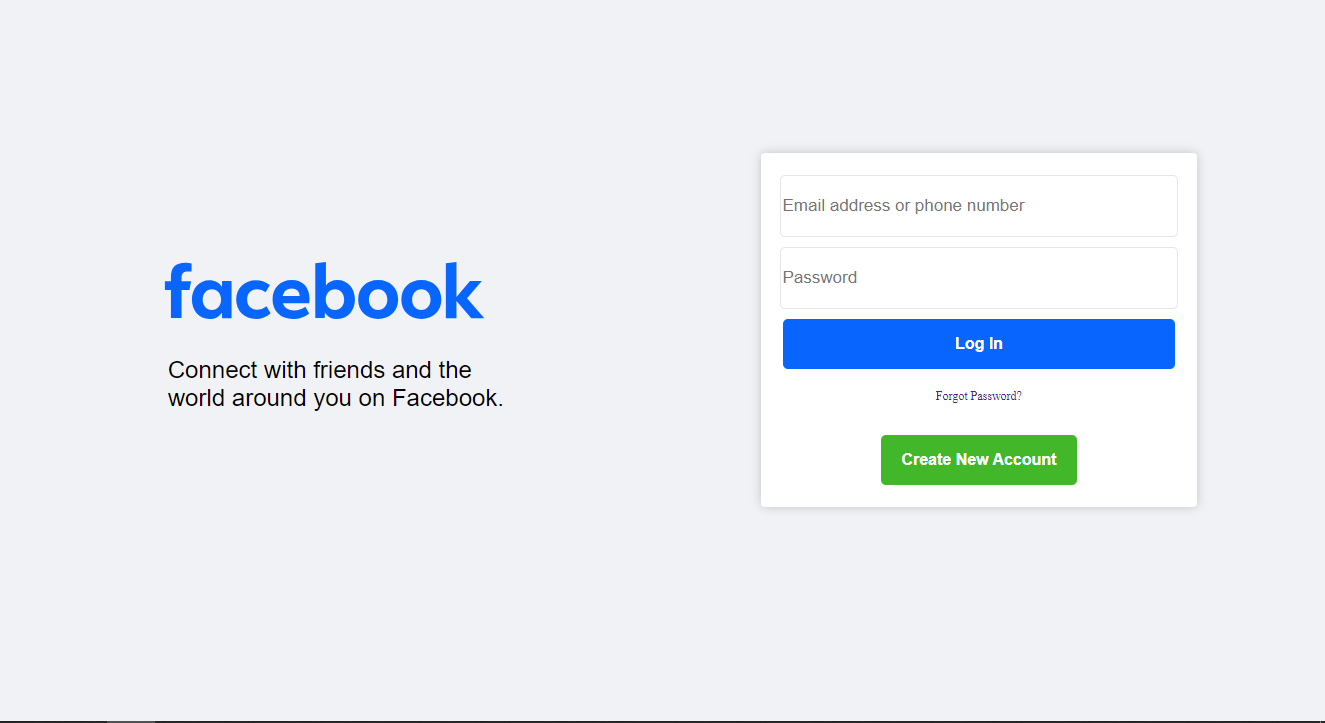 facebook
Connect with friends and the
world around you on Facebook.
Email address or phone number
Password
Log In
Forgot Password?
Create New Account